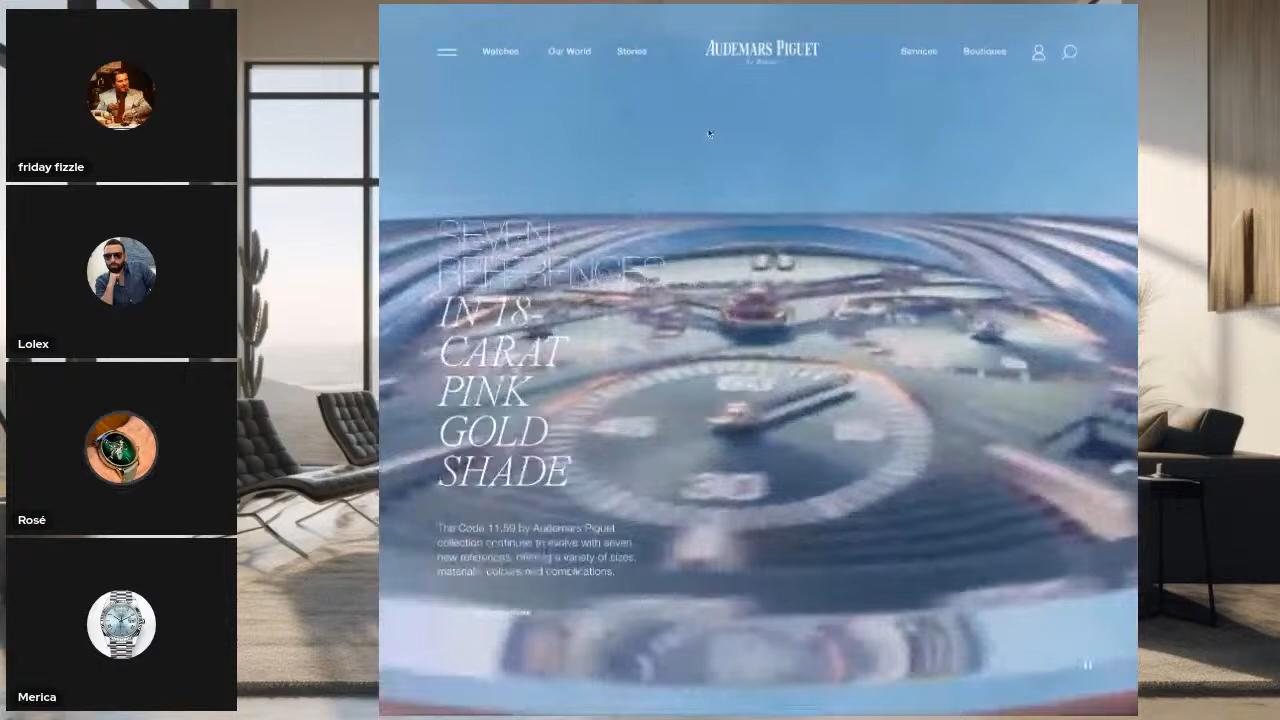 friday fizzle
Lolex
Rosé
Merica
Watches Our World Stories AUDEMARS PIGUET Services Boutiques
Le Brassus
SEVEN
REFERENCES
IN 18-
CARAT
PINK
GOLD
SHADE
The Code 11.59 by Audemars Piguet
collection continues to evolve with seven
new references, offering a variety of sizes,
materials, colours and complications.